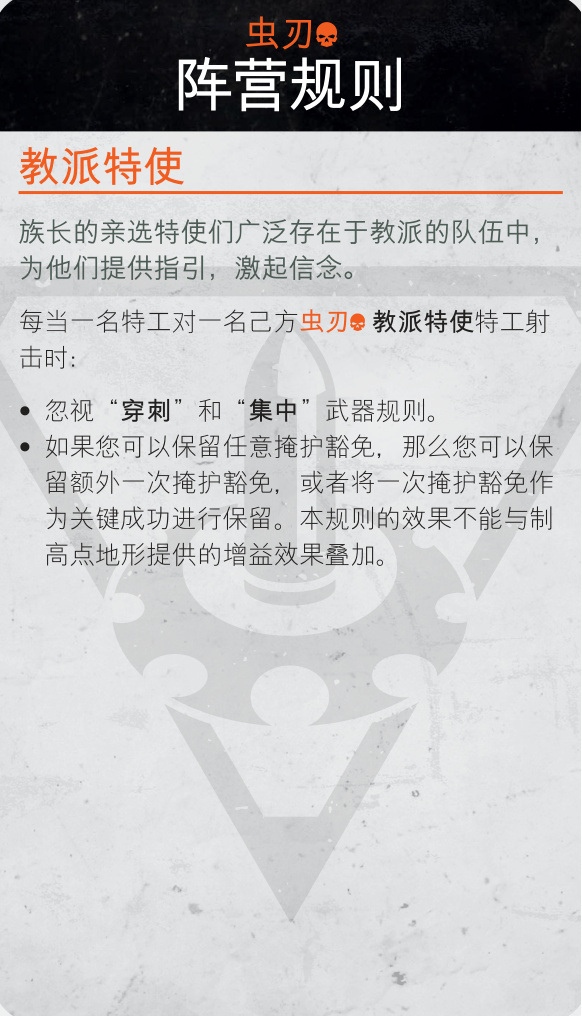 虫刃
阵营规则
教派特使
族长的亲选特使们广泛存在于教派的队伍中，
为他们提供指引，激起信念。
每当一名特工对一名己方虫刃 教派特使特工射
击时：
• 忽视“穿刺”和“集中”武器规则。
• 如果您可以保留任意掩护豁免，那么您可以保
留额外一次掩护豁免，或者将一次掩护豁免作
为关键成功进行保留。本规则的效果不能与制
高点地形提供的增益效果叠加。